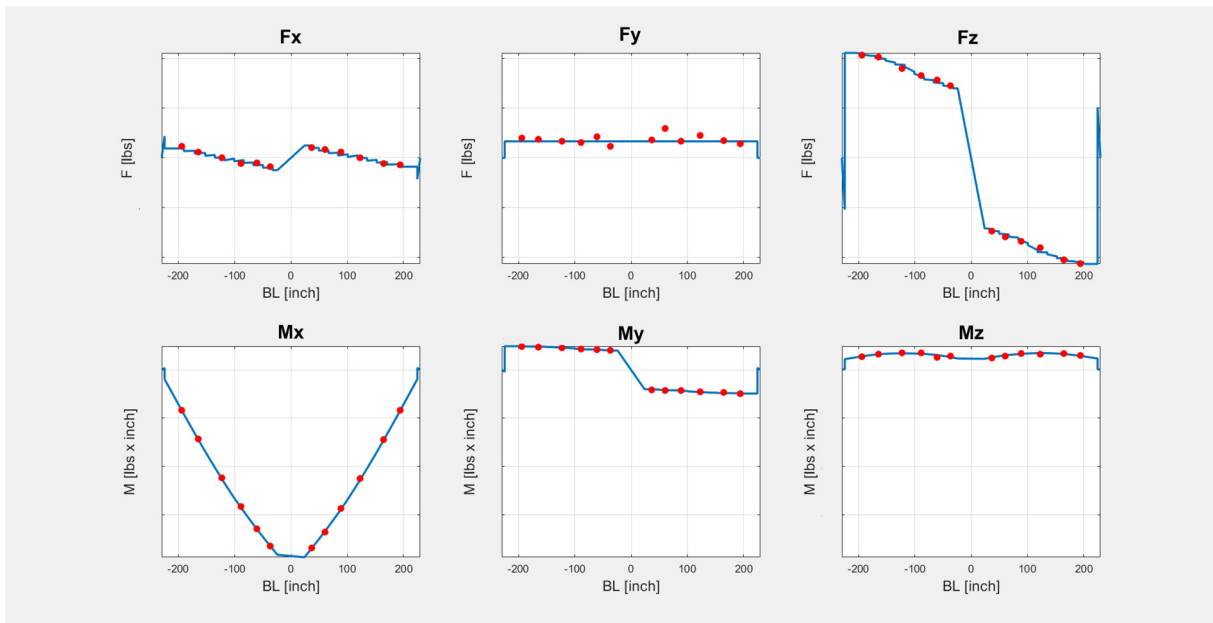 Fx Fy Fz
F [lbs] F [lbs] F [lbs]
-200 -100 0 100 200 -200 -100 0 100 200 -200 -100 0 100 200
BL [inch] BL [inch] BL [inch]
Mx My Mz
M [lbs x inch] M [lbs x inch] M [lbs x inch]
-200 -100 0 100 200 -200 -100 0 100 200 -200 -100 0 100 200
BL [inch] BL [inch] BL [inch]